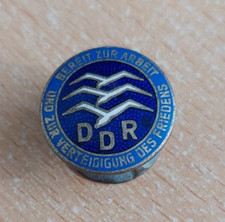 BEREIT ZUR ARBEIT
UND ZUR VERTEIDIGUNG DES FRIEDENS
DDR